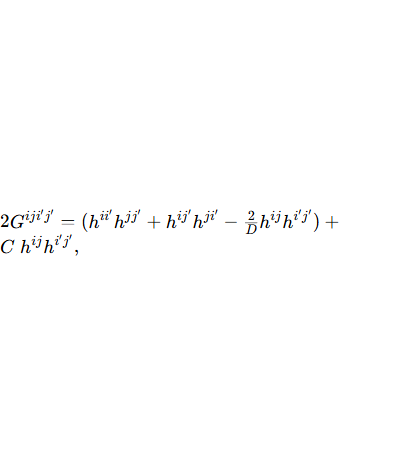 2G^{iji'j'} = (h^{ii'}h^{jj'} + h^{ij'}h^{ji'} − \frac{2}{D}h^{ij}h^{i'j'}) +
C h^{ij}h^{i'j'},